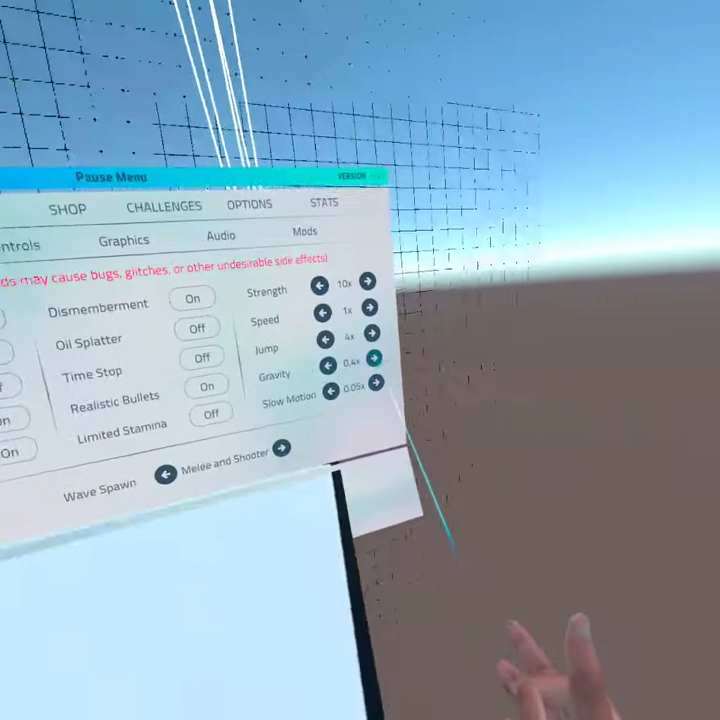 Pause Menu VERSION
SHOP CHALLENGES OPTIONS STATS
ntrols Graphics Audio Mods
ds may cause bugs, glitches, or other undesirable side effects!
Dismemberment On Strength 10x
Oil Splatter Off Speed 1x
Time Stop Off Jump 4x
Realistic Bullets On Gravity 0.4x
Limited Stamina Off Slow Motion 0.05x
On
Wave Spawn Melee and Shooter